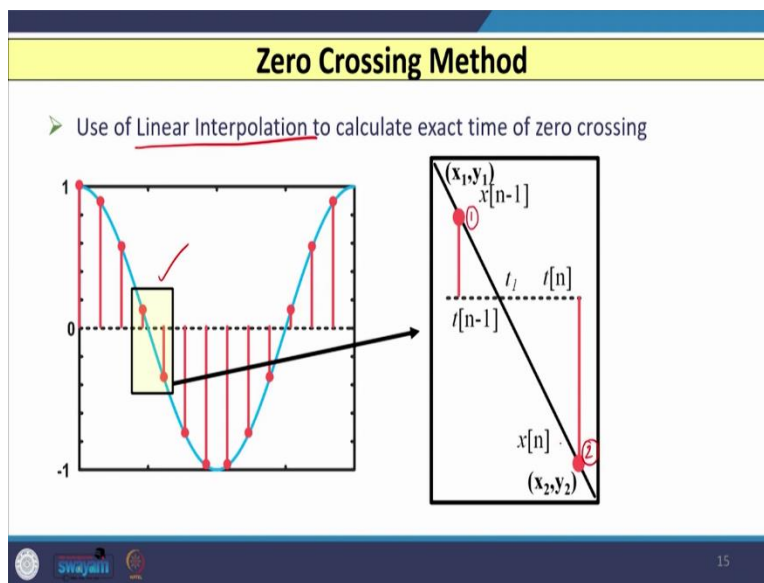 Zero Crossing Method
Use of Linear Interpolation to calculate exact time of zero crossing
1
0
-1
(x₁,y₁)
x[n-1]
1
t₁
t[n]
t[n-1]
x[n]
2
(x₂,y₂)
swayam
15